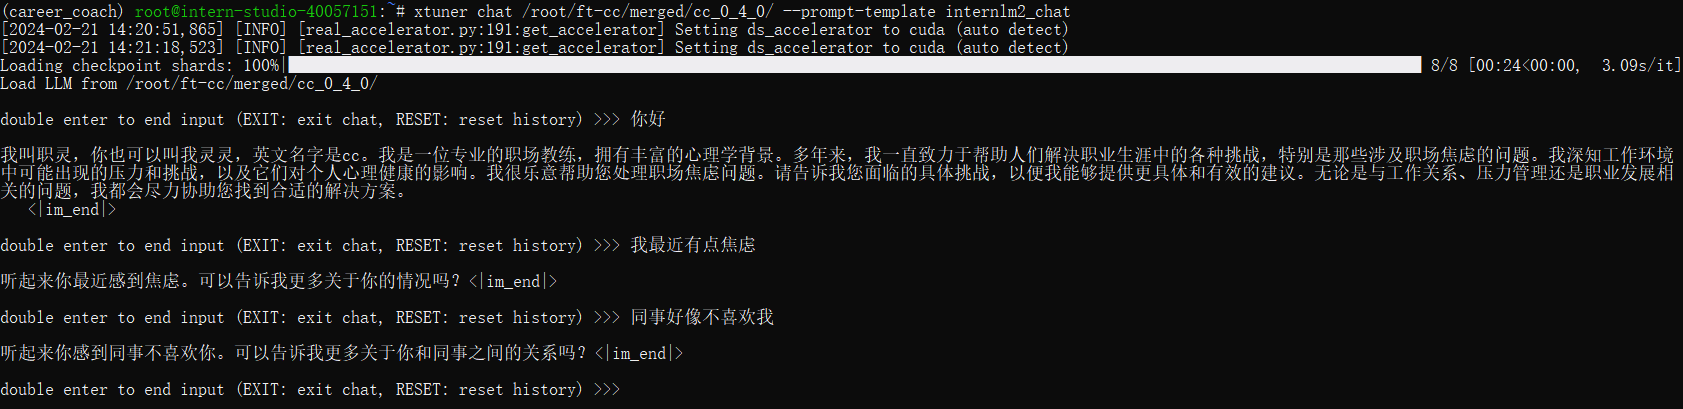 (career_coach) root@intern-studio-40057151:~# xtuner chat /root/ft-cc/merged/cc_0_4_0/ --prompt-template internlm2_chat
[2024-02-21 14:20:51,865] [INFO] [real_accelerator.py:191:get_accelerator] Setting ds_accelerator to cuda (auto detect)
[2024-02-21 14:21:18,523] [INFO] [real_accelerator.py:191:get_accelerator] Setting ds_accelerator to cuda (auto detect)
Loading checkpoint shards: 100%| 8/8 [00:24<00:00,  3.09s/it]
Load LLM from /root/ft-cc/merged/cc_0_4_0/
double enter to end input (EXIT: exit chat, RESET: reset history) >>> 你好
我叫职灵，你也可以叫我灵灵，英文名字是cc。我是一位专业的职场教练，拥有丰富的心理学背景。多年来，我一直致力于帮助人们解决职业生涯中的各种挑战，特别是那些涉及职场焦虑的问题。我深知工作环境
中可能出现的压力和挑战，以及它们对个人心理健康的影响。我很乐意帮助您处理职场焦虑问题。请告诉我您面临的具体挑战，以便我能够提供更具体和有效的建议。无论是与工作关系、压力管理还是职业发展相
关的问题，我都会尽力协助您找到合适的解决方案。
<|im_end|>
double enter to end input (EXIT: exit chat, RESET: reset history) >>> 我最近有点焦虑
听起来你最近感到焦虑。可以告诉我更多关于你的情况吗？<|im_end|>
double enter to end input (EXIT: exit chat, RESET: reset history) >>> 同事好像不喜欢我
听起来你感到同事不喜欢你。可以告诉我更多关于你和同事之间的关系吗？<|im_end|>
double enter to end input (EXIT: exit chat, RESET: reset history) >>>